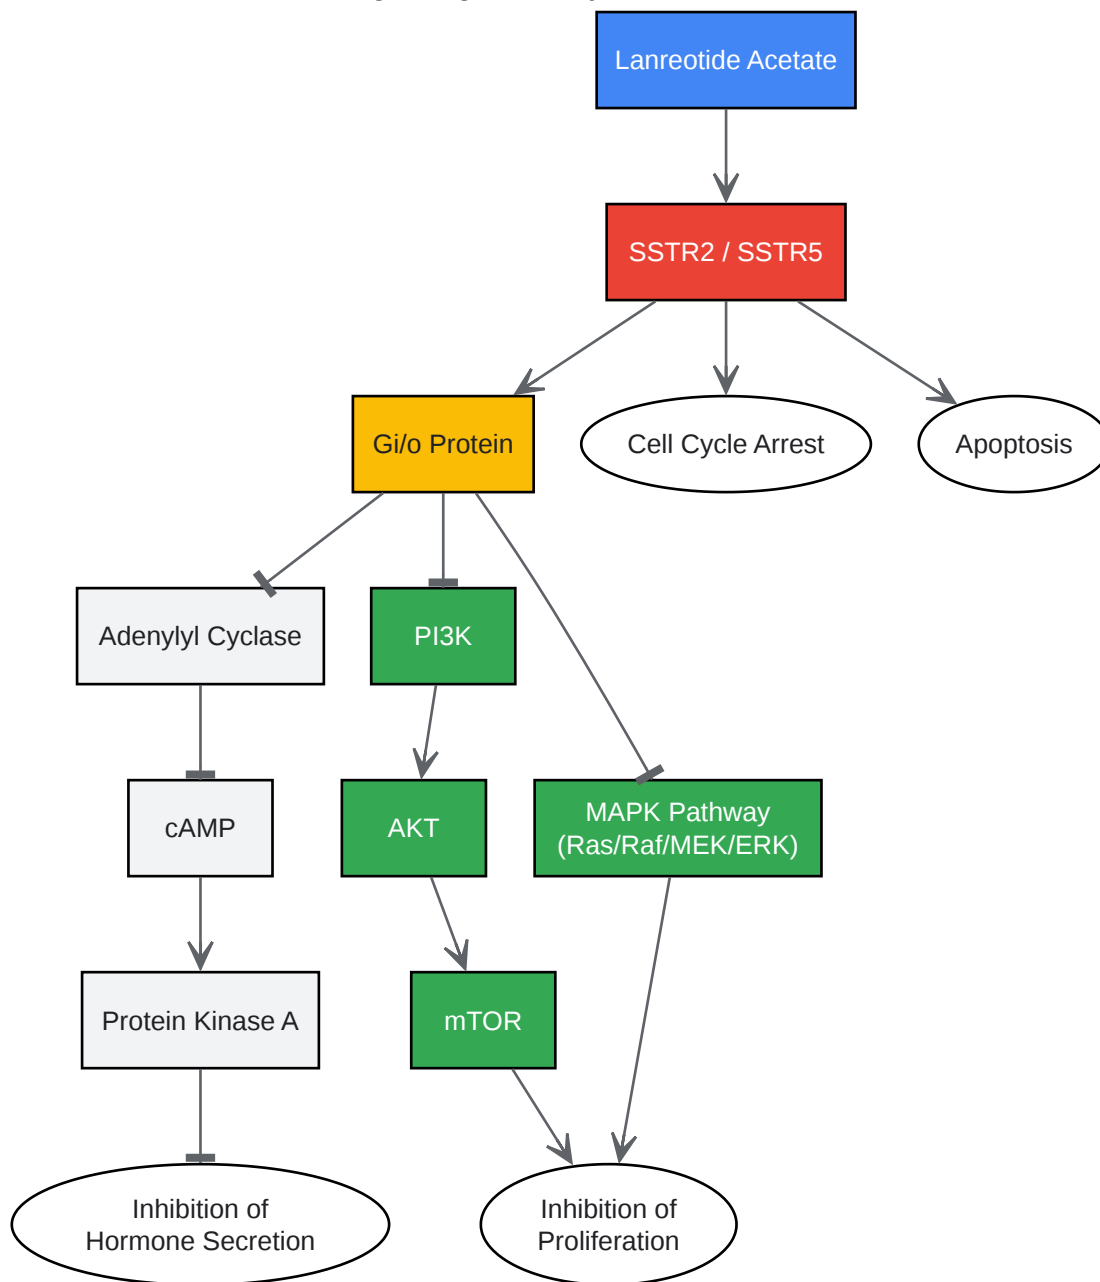 Lanreotide Acetate
SSTR2 / SSTR5
Gi/o Protein
Cell Cycle Arrest
Apoptosis
Adenylyl Cyclase
PI3K
cAMP
AKT
MAPK Pathway
(Ras/Raf/MEK/ERK)
Protein Kinase A
mTOR
Inhibition of
Hormone Secretion
Inhibition of
Proliferation